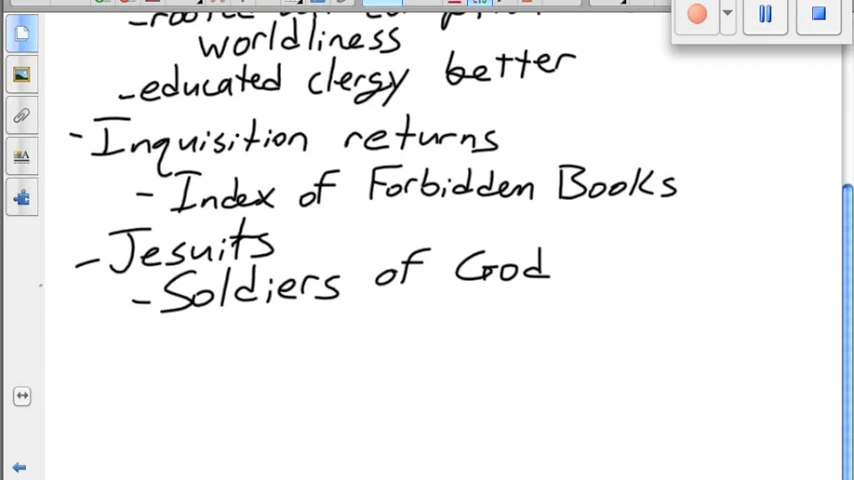 worldliness
-educated clergy better
- Inquisition returns
- Index of Forbidden Books
- Jesuits
- Soldiers of God